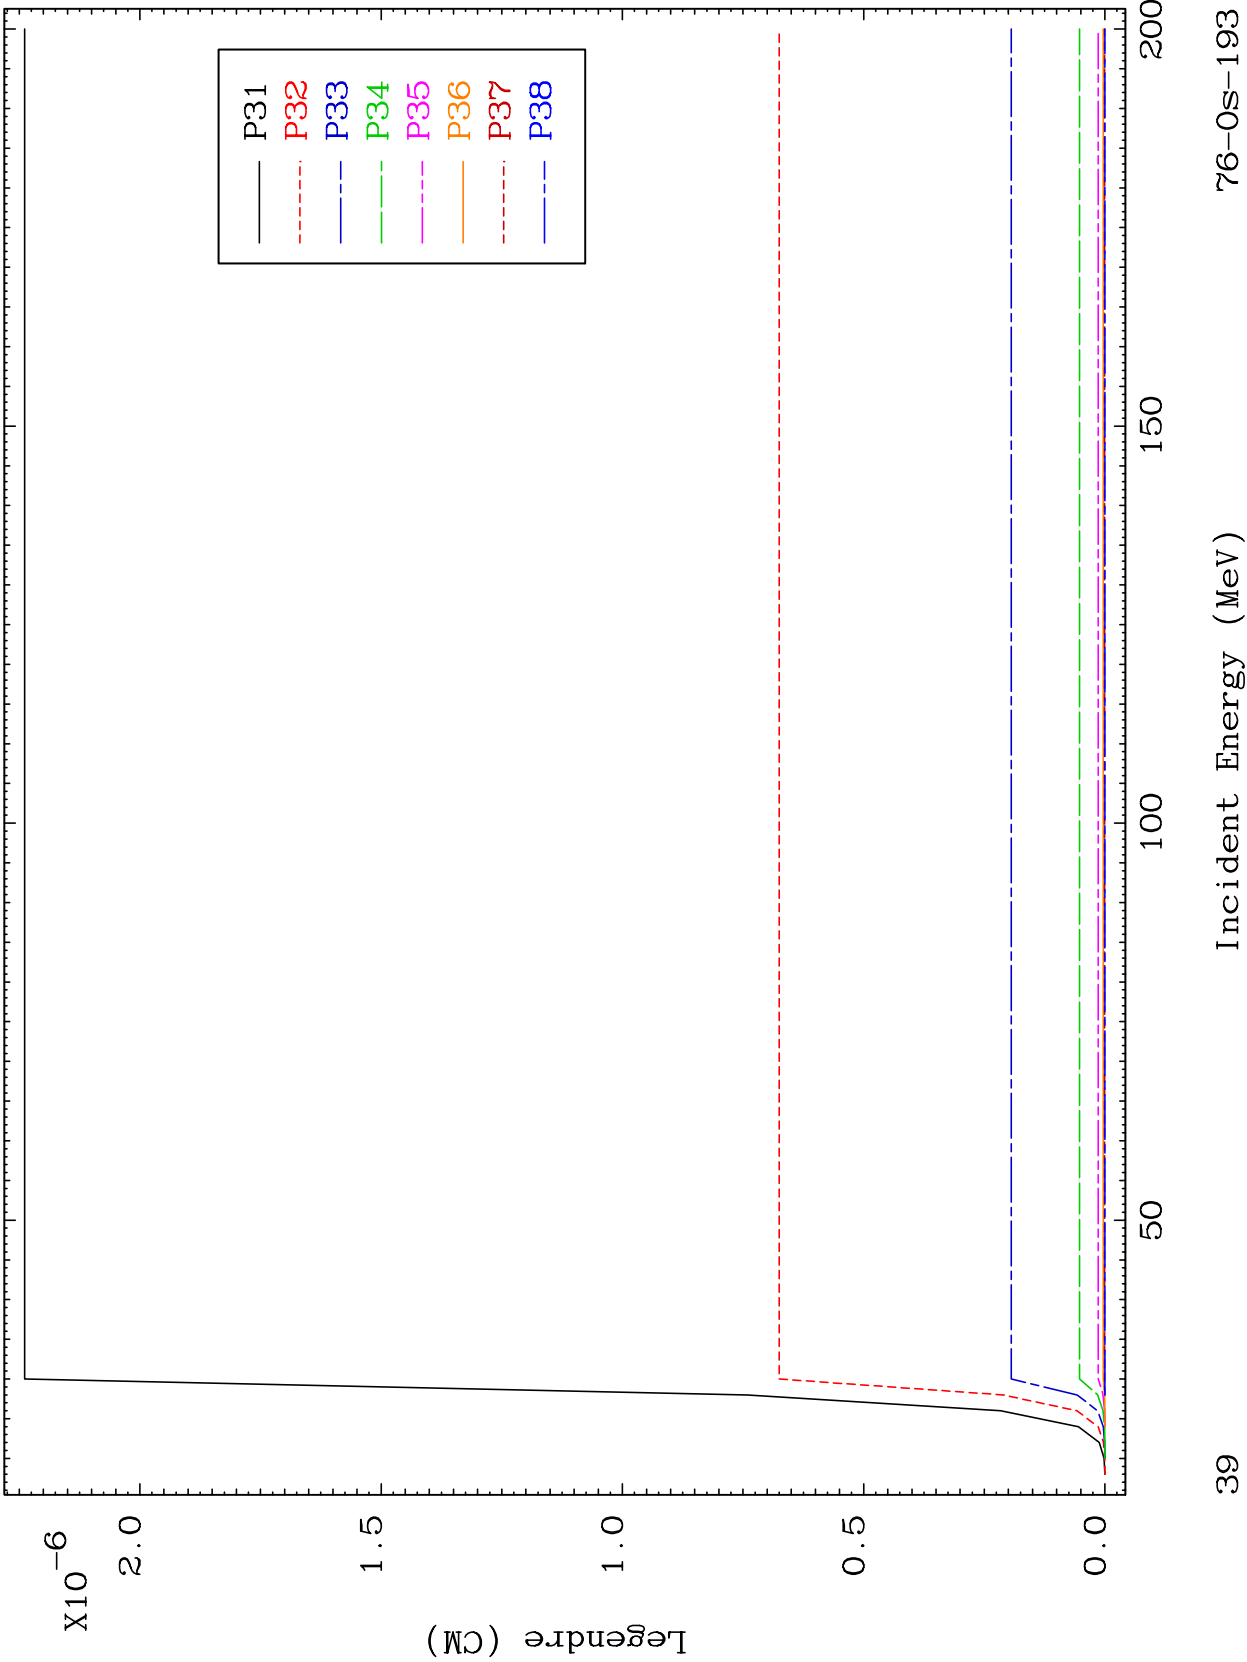 P31
P32
P33
P34
P35
P36
P37
P38
X10-6
2.0
1.5
1.0
0.5
0.0
Legendre (CM)
50
100
150
200
39
Incident Energy (MeV)
76-Os-193